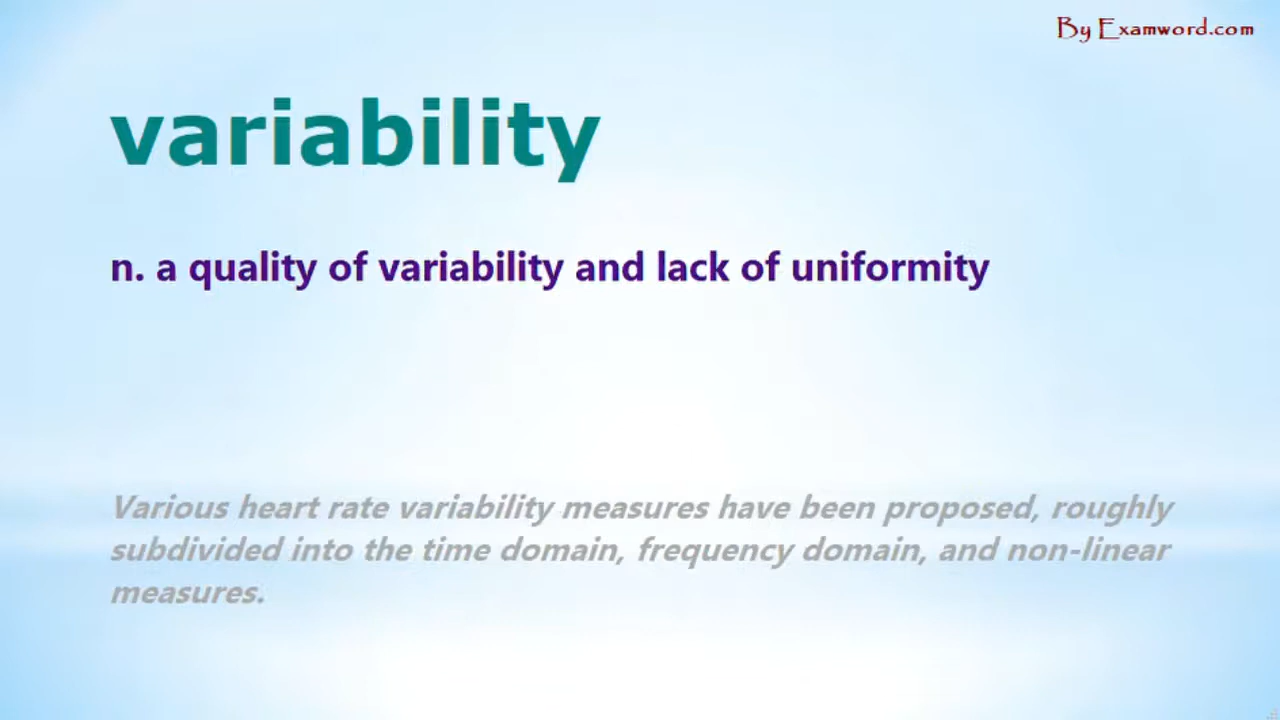 By Examword.com
variability
n. a quality of variability and lack of uniformity
Various heart rate variability measures have been proposed, roughly
subdivided into the time domain, frequency domain, and non-linear
measures.